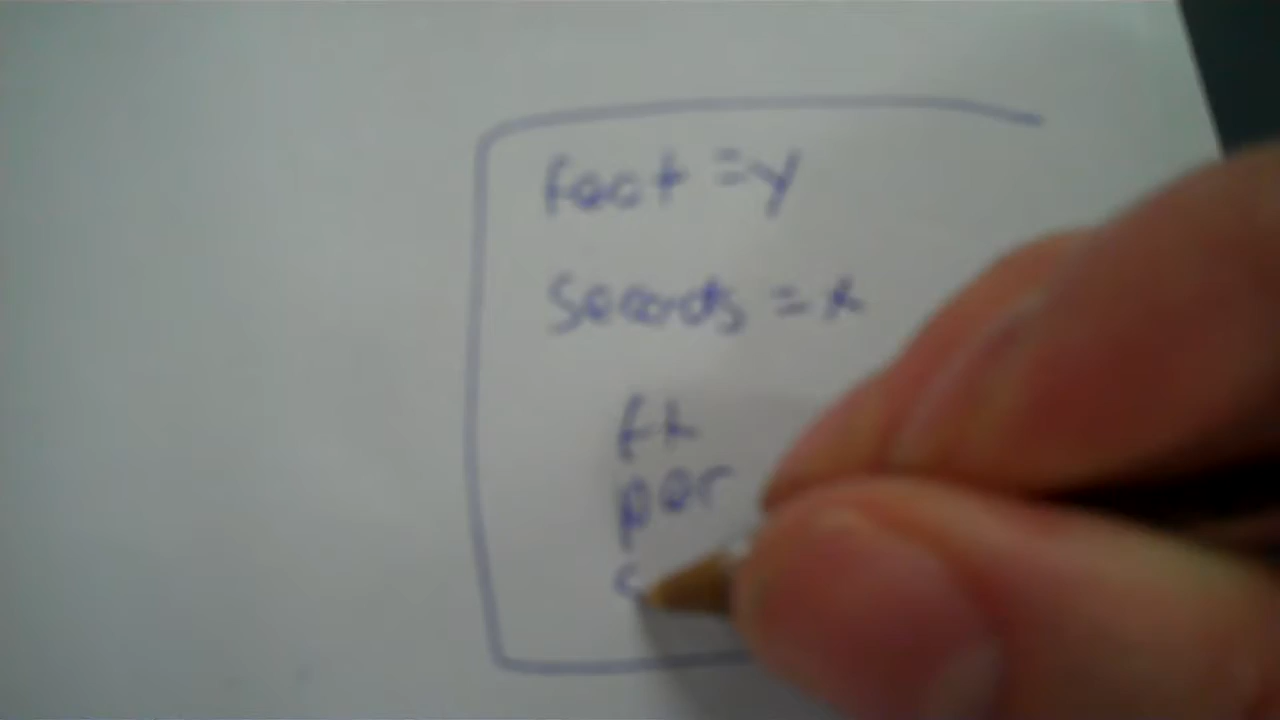 feet = y
Seconds = x
ft
per
s